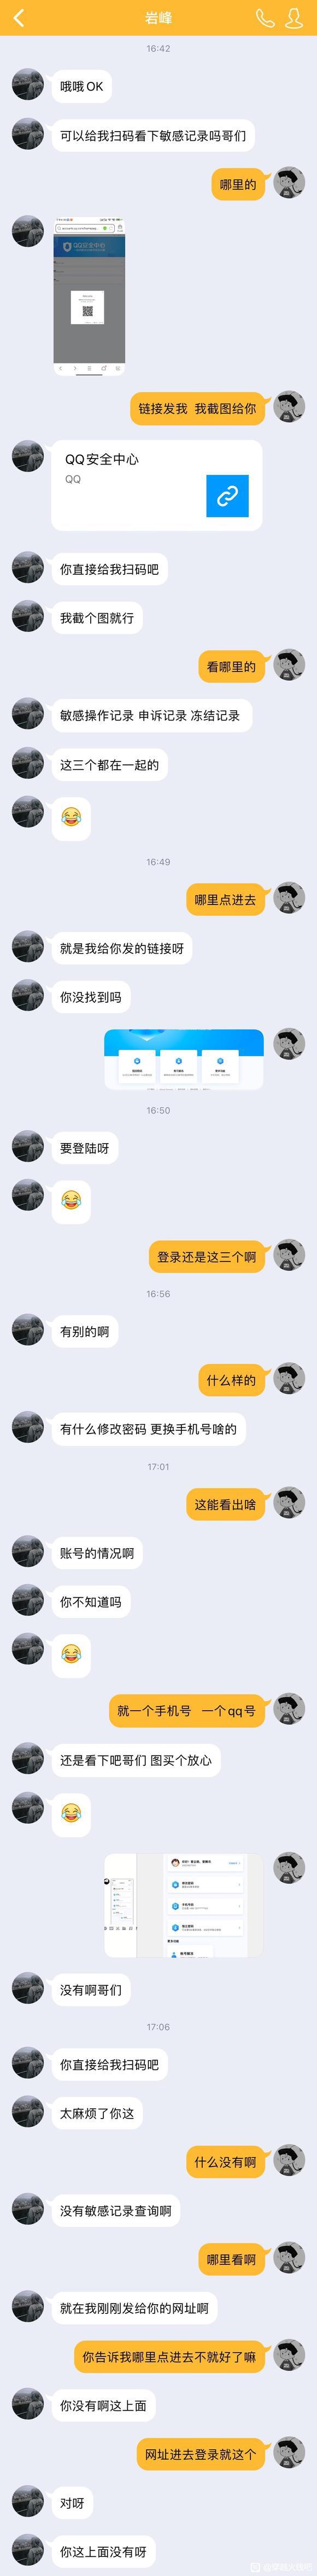 岩峰
16:42
哦哦OK
可以给我扫码看下敏感记录吗哥们
哪里的
QQ安全中心
链接发我 我截图给你
QQ安全中心
QQ
你直接给我扫码吧
我截个图就行
看哪里的
敏感操作记录 申诉记录 冻结记录
这三个都在一起的
16:49
哪里点进去
就是我给你发的链接呀
你没找到吗
16:50
要登陆呀
登录还是这三个啊
16:56
有别的啊
什么样的
有什么修改密码 更换手机号啥的
17:01
这能看出啥
账号的情况啊
你不知道吗
就一个手机号 一个qq号
还是看下吧哥们 图买个放心
没有啊哥们
17:06
你直接给我扫码吧
太麻烦了你这
什么没有啊
没有敏感记录查询啊
哪里看啊
就在我刚刚发给你的网址啊
你告诉我哪里点进去不就好了嘛
你没有啊这上面
网址进去登录就这个
对呀
你这上面没有呀